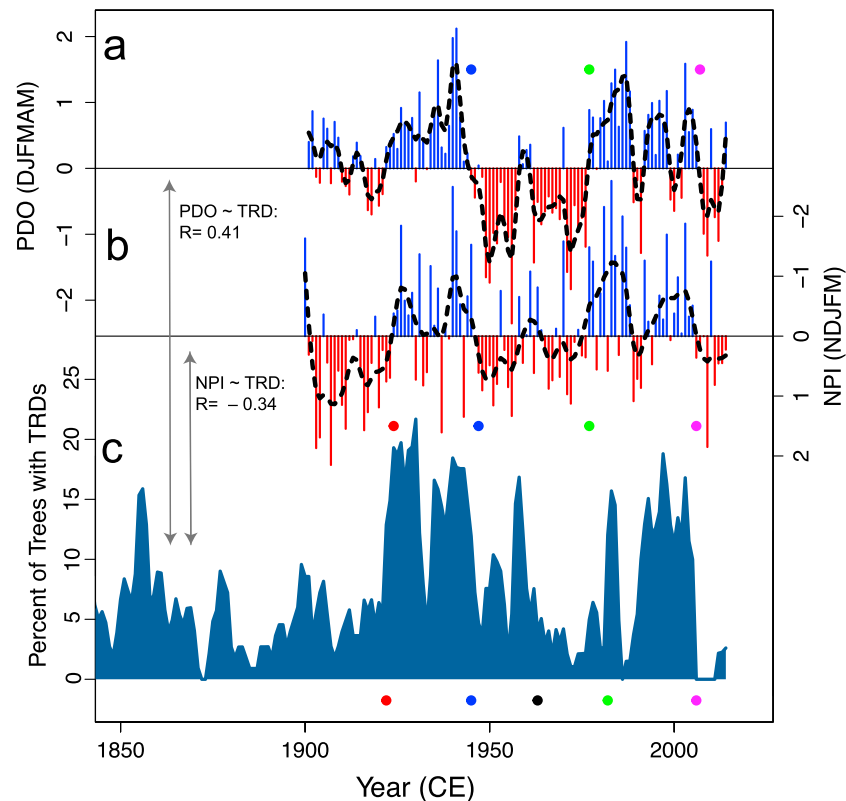 a
2
1
0
−1
−2
PDO (DJFMAM)
PDO ~ TRD:
R= 0.41
b
−2
−1
0
1
2
NPI (NDJFM)
NPI ~ TRD:
R= −0.34
c
25
20
15
10
5
0
Percent of Trees with TRDs
1850 1900 1950 2000
Year (CE)